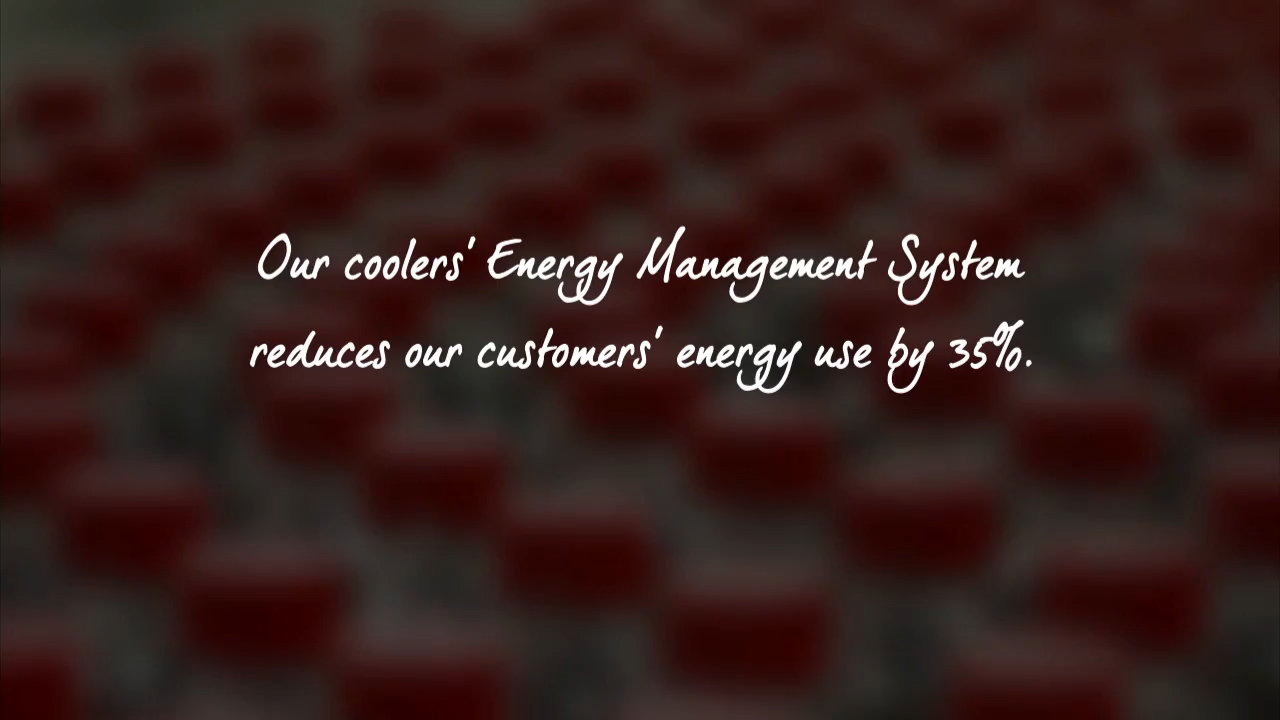 Our coolers' Energy Management System
reduces our customers' energy use by 35%.